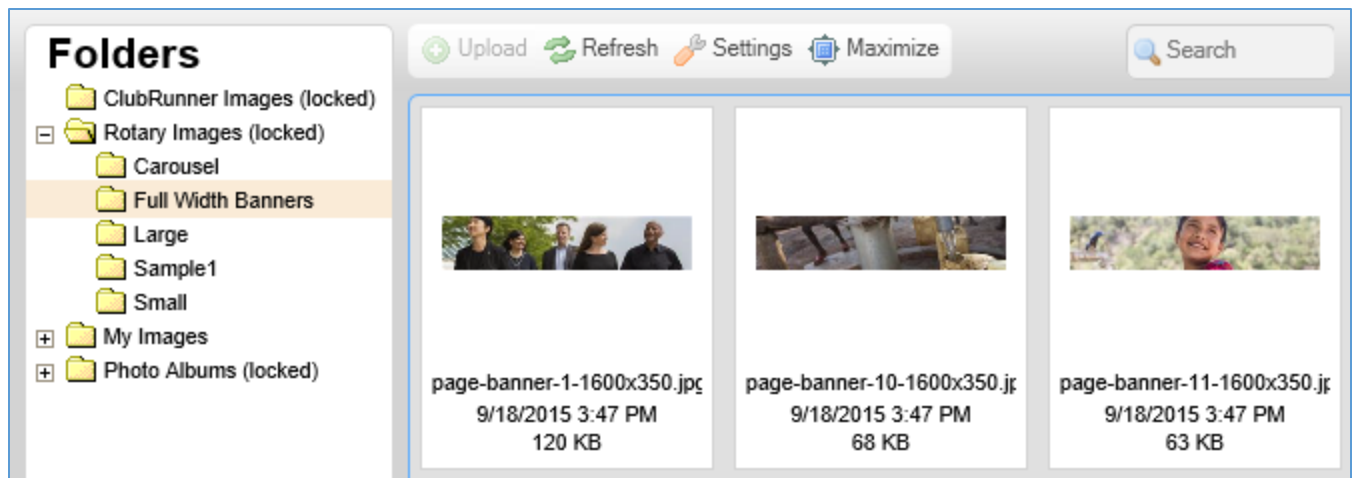 Folders
ClubRunner Images (locked)
Rotary Images (locked)
Carousel
Full Width Banners
Large
Sample1
Small
My Images
Photo Albums (locked)
Upload Refresh Settings Maximize
Search
page-banner-1-1600x350.jpg
9/18/2015 3:47 PM
120 KB
page-banner-10-1600x350.jp
9/18/2015 3:47 PM
68 KB
page-banner-11-1600x350.jp
9/18/2015 3:47 PM
63 KB